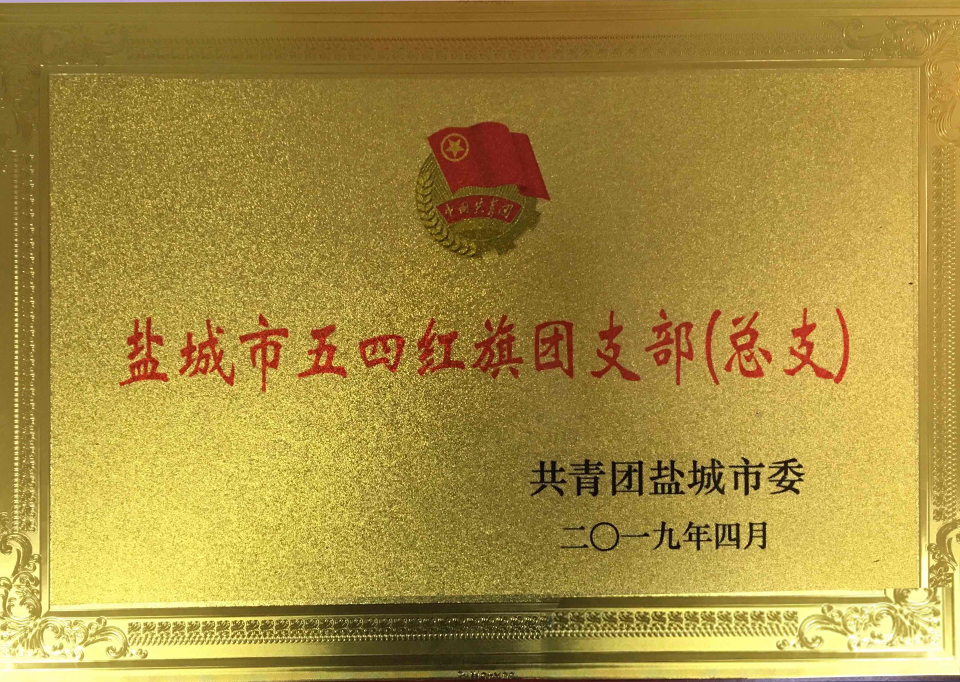 中国共青团
盐城市五四红旗团支部(总支)
共青团盐城市委
二〇一九年四月